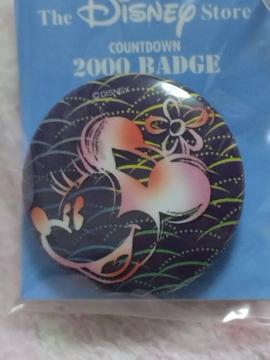 The Disney Store
COUNTDOWN
2000 BADGE
©DISNEY